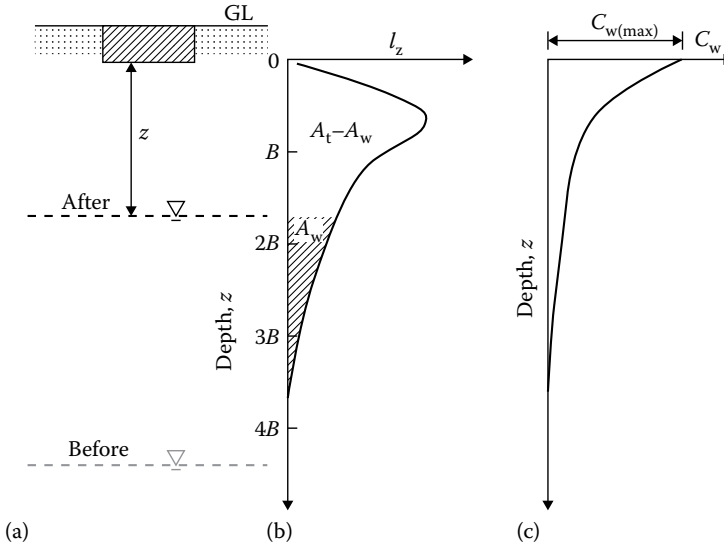 GL
z
After
Before
(a)
0
l_z
A_t–A_w
B
A_w
2B
3B
4B
Depth, z
(b)
C_w(max)
C_w
Depth, z
(c)